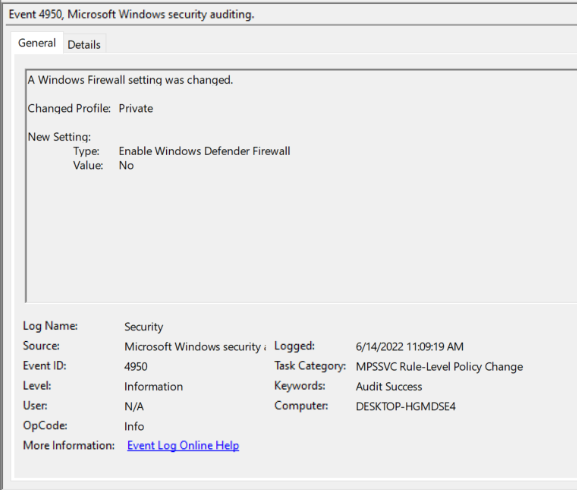 Event 4950, Microsoft Windows security auditing.
General Details
A Windows Firewall setting was changed.
Changed Profile: Private
New Setting:
Type: Enable Windows Defender Firewall
Value: No
Log Name: Security
Source: Microsoft Windows security Logged: 6/14/2022 11:09:19 AM
Event ID: 4950 Task Category: MPSSVC Rule-Level Policy Change
Level: Information Keywords: Audit Success
User: N/A Computer: DESKTOP-HGMDSE4
OpCode: Info
More Information: Event Log Online Help